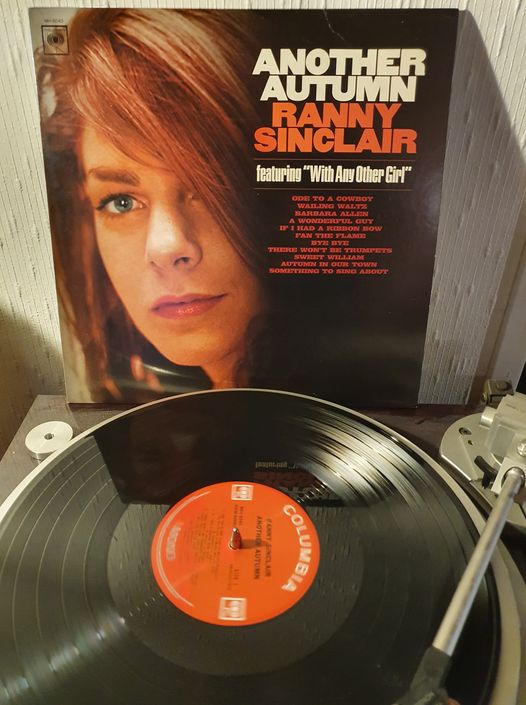 ANOTHER
AUTUMN
RANNY
SINCLAIR
featuring "With Any Other Girl"
ODE TO A COWBOY
WAILING WALTZ
BARBARA ALLEN
A WONDERFUL GUY
IF I HAD A RIBBON BOW
FAN THE FLAME
BYE BYE
THERE WON'T BE TRUMPETS
SWEET WILLIAM
AUTUMN IN OUR TOWN
SOMETHING TO SING ABOUT
COLUMBIA
RANNY SINCLAIR
ANOTHER AUTUMN